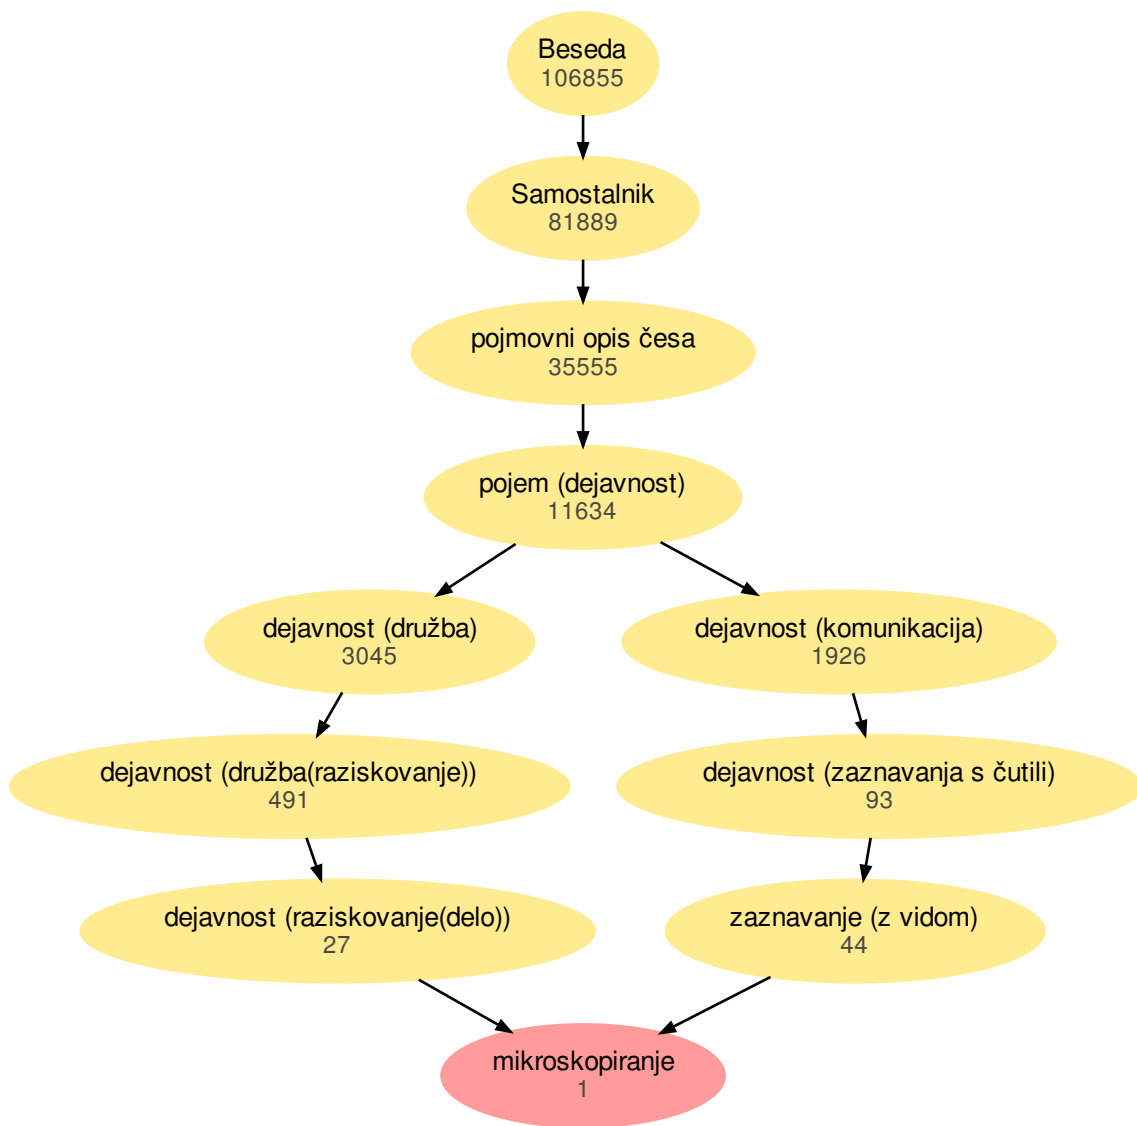 Beseda
106855
Samostalnik
81889
pojmovni opis česa
35555
pojem (dejavnost)
11634
dejavnost (družba)
3045
dejavnost (komunikacija)
1926
dejavnost (družba(raziskovanje))
491
dejavnost (zaznavanja s čutili)
93
dejavnost (raziskovanje(delo))
27
zaznavanje (z vidom)
44
mikroskopiranje
1